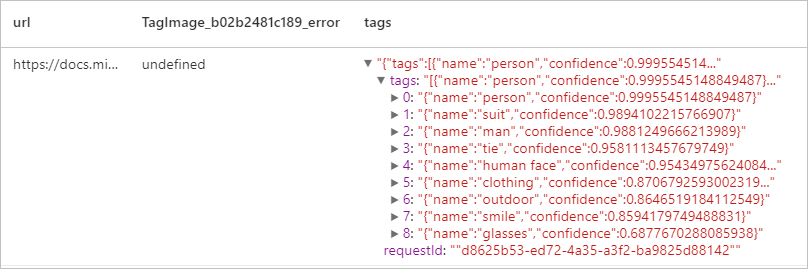 url TagImage_b02b2481c189_error tags
https://docs.mi... undefined "{"tags":[{"name":"person","confidence":0.999554514..."
tags: "[{"name":"person","confidence":0.9995545148849487}..."
0: "{"name":"person","confidence":0.9995545148849487}"
1: "{"name":"suit","confidence":0.9894102215766907}"
2: "{"name":"man","confidence":0.9881249666213989}"
3: "{"name":"tie","confidence":0.9581113457679749}"
4: "{"name":"human face","confidence":0.95434975624084..."
5: "{"name":"clothing","confidence":0.8706792593002319..."
6: "{"name":"outdoor","confidence":0.8646519184112549}"
7: "{"name":"smile","confidence":0.8594179749488831}"
8: "{"name":"glasses","confidence":0.6877670288085938}"
requestId: ""d8625b53-ed72-4a35-a3f2-ba9825d88142""